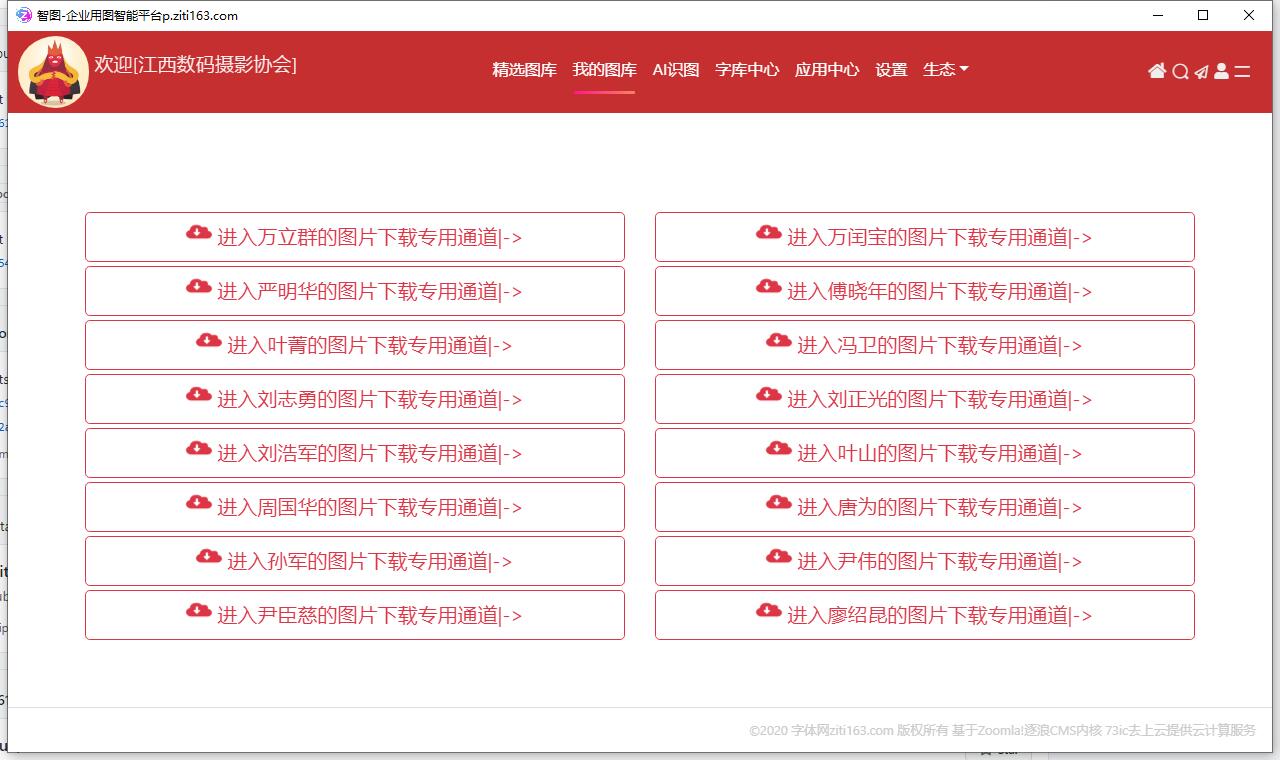 智图-企业用图智能平台p.ziti163.com
欢迎[江西数码摄影协会]
精选图库 我的图库 AI识图 字库中心 应用中心 设置 生态
进入万立群的图片下载专用通道|->
进入万闰宝的图片下载专用通道|->
进入严明华的图片下载专用通道|->
进入傅晓年的图片下载专用通道|->
进入叶菁的图片下载专用通道|->
进入冯卫的图片下载专用通道|->
进入刘志勇的图片下载专用通道|->
进入刘正光的图片下载专用通道|->
进入刘浩军的图片下载专用通道|->
进入叶山的图片下载专用通道|->
进入周国华的图片下载专用通道|->
进入唐为的图片下载专用通道|->
进入孙军的图片下载专用通道|->
进入尹伟的图片下载专用通道|->
进入尹臣慈的图片下载专用通道|->
进入廖绍昆的图片下载专用通道|->
©2020 字体网ziti163.com 版权所有 基于Zoomla!逐浪CMS内核 73ic去上云提供云计算服务